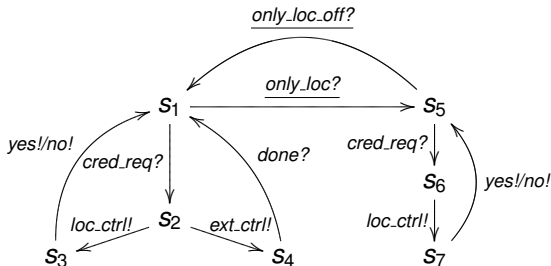 only_loc_off?
only_loc?
S1
S5
yes!/no!
cred_req?
done?
cred_req?
S6
yes!/no!
S2
loc_ctrl!
ext_ctrl!
loc_ctrl!
S3
S4
S7